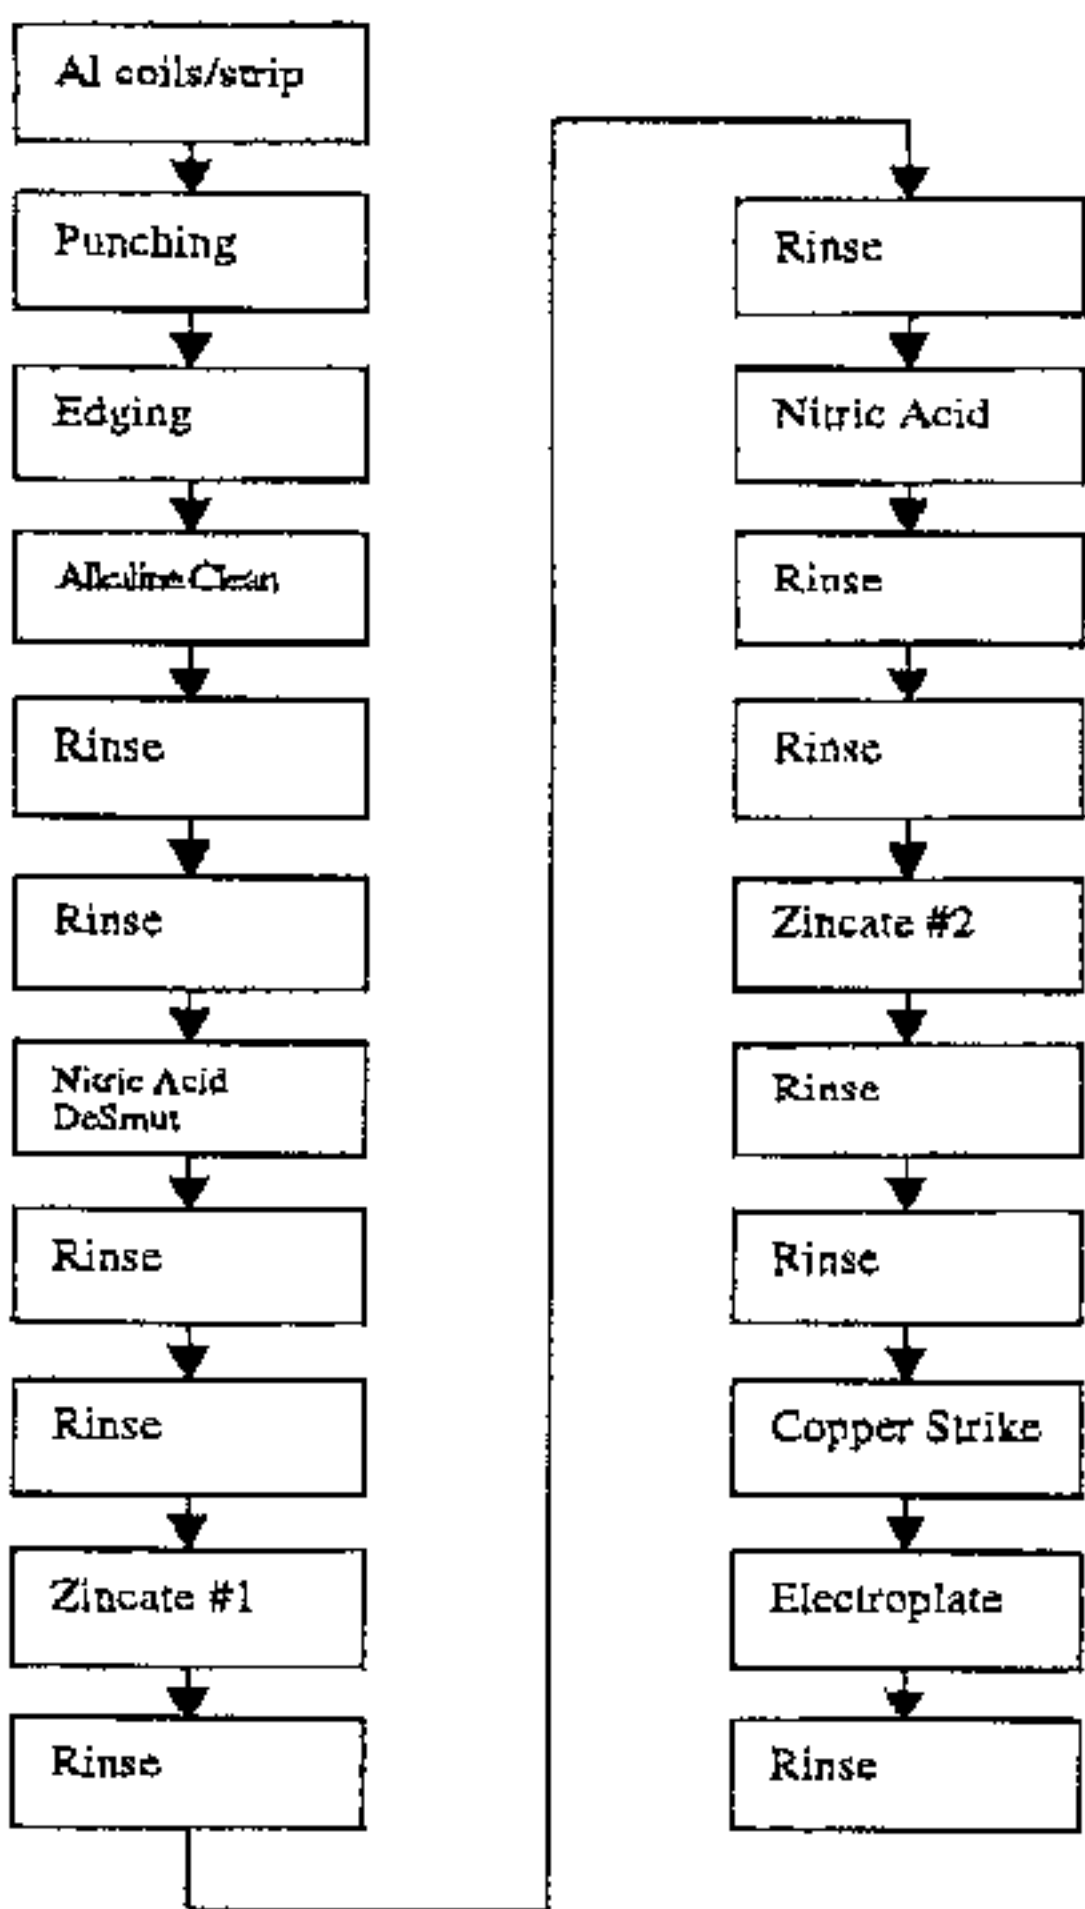 Al coils/strip
Punching
Edging
Alkaline Clean
Rinse
Rinse
Nitric Acid
DeSmut
Rinse
Rinse
Zincate #1
Rinse
Rinse
Nitric Acid
Rinse
Rinse
Zincate #2
Rinse
Rinse
Copper Strike
Electroplate
Rinse